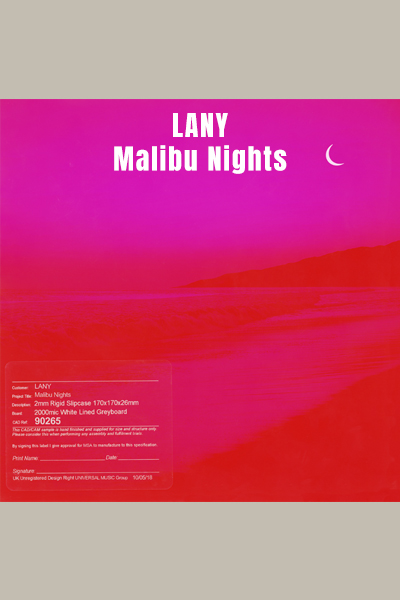 LANY
Malibu Nights
Customer: LANY
Project Title: Malibu Nights
Description: 2mm Rigid Slipcase 170x170x26mm
Board: 2000mic White Lined Greyboard
CAD Ref: 90265
This CAD/CAM sample is hand finished and supplied for size and structure only.
Please consider this when performing any assembly and fulfilment trials.
By signing this label I give approval for MSA to manufacture to this specification.
Print Name: Date:
Signature:
UK Unregistered Design Right UNIVERSAL MUSIC Group 10/05/18